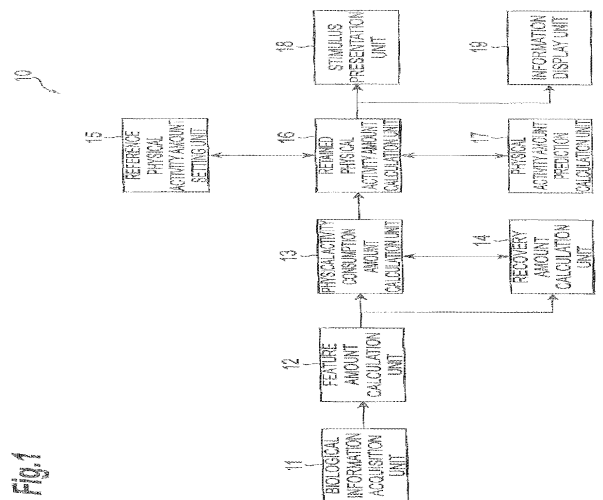 Fig.1
10
11
BIOLOGICAL
INFORMATION
ACQUISITION
UNIT
12
FEATURE
AMOUNT
CALCULATION
UNIT
13
PHYSICAL ACTIVITY
CONSUMPTION
AMOUNT
CALCULATION UNIT
14
RECOVERY
AMOUNT
CALCULATION
UNIT
15
REFERENCE
PHYSICAL
ACTIVITY AMOUNT
SETTING UNIT
16
RETAINED
PHYSICAL
ACTIVITY AMOUNT
CALCULATION UNIT
17
PHYSICAL
ACTIVITY AMOUNT
PREDICTION
CALCULATION UNIT
18
STIMULUS
PRESENTATION
UNIT
19
INFORMATION
DISPLAY UNIT